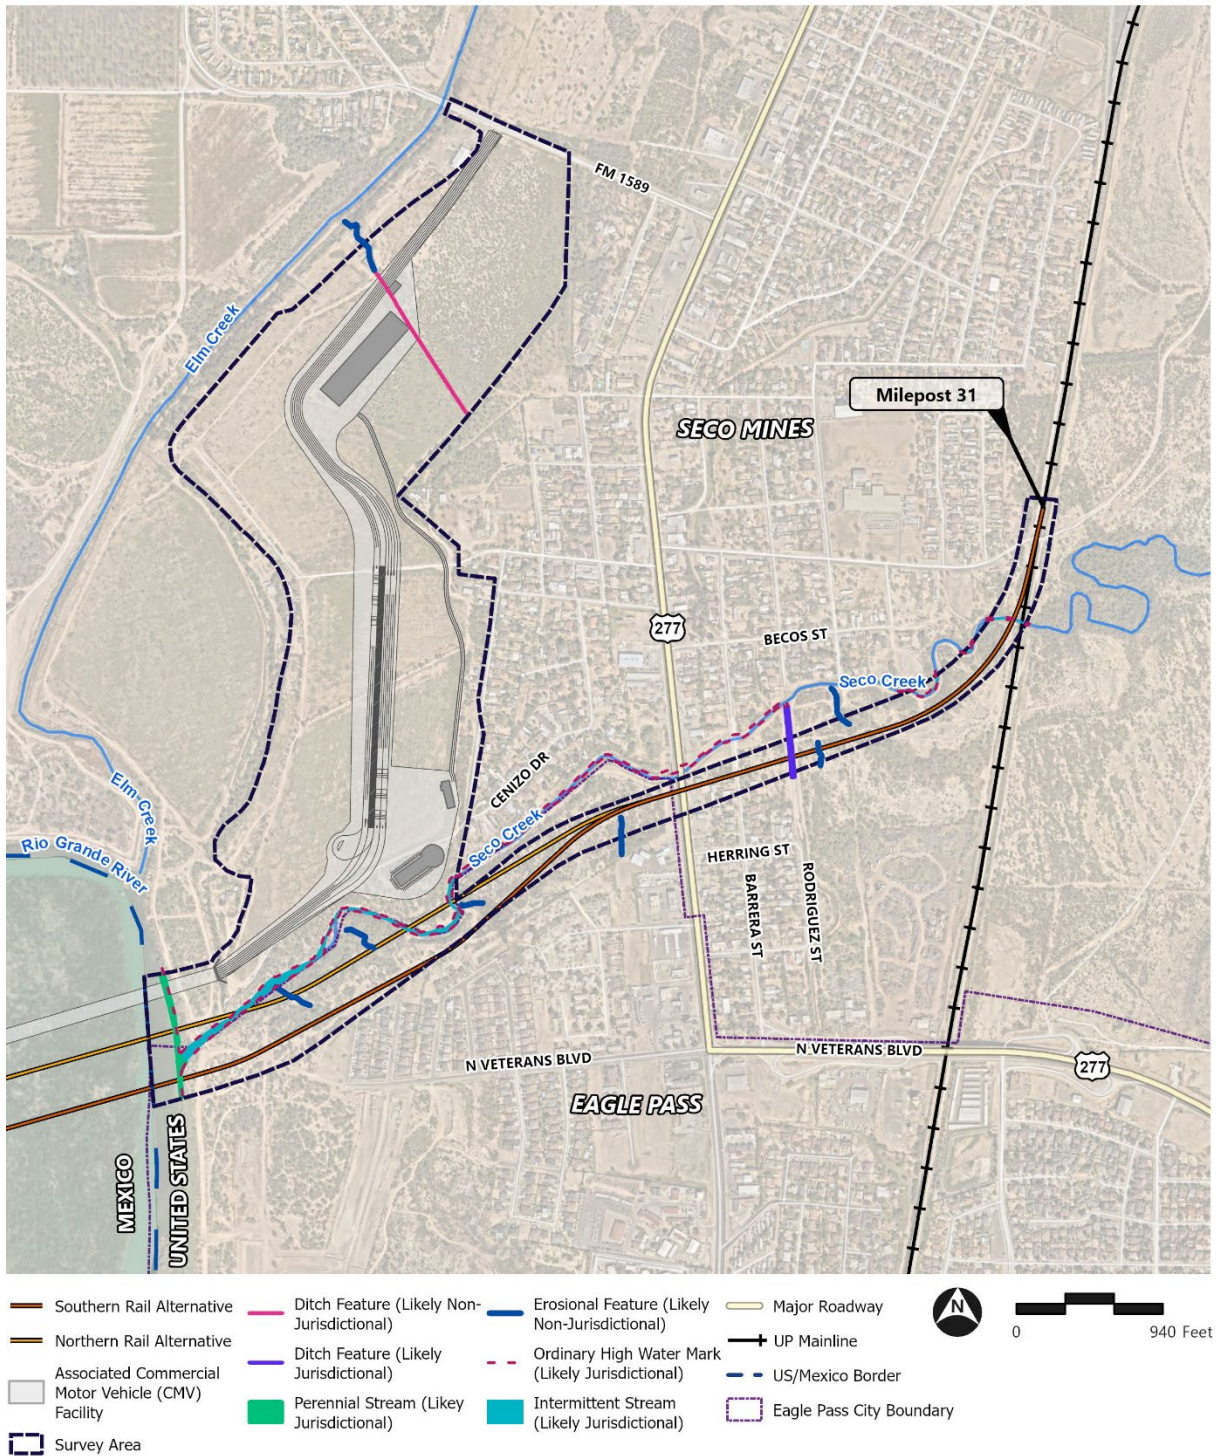 FM 1589
Elm Creek
Milepost 31
SECO MINES
277
BECOS ST
Seco Creek
CENIZO DR
Elm Creek
Seco Creek
Rio Grande River
HERRING ST
BARRERA ST
RODRIGUEZ ST
N VETERANS BLVD
N VETERANS BLVD
277
EAGLE PASS
MEXICO
UNITED STATES
Southern Rail Alternative
Northern Rail Alternative
Associated Commercial
Motor Vehicle (CMV)
Facility
Survey Area
Ditch Feature (Likely Non-
Jurisdictional)
Ditch Feature (Likely
Jurisdictional)
Perennial Stream (Likey
Jurisdictional)
Erosional Feature (Likely
Non-Jurisdictional)
Ordinary High Water Mark
(Likely Jurisdictional)
Intermittent Stream
(Likely Jurisdictional)
Major Roadway
UP Mainline
US/Mexico Border
Eagle Pass City Boundary
N
0 940 Feet